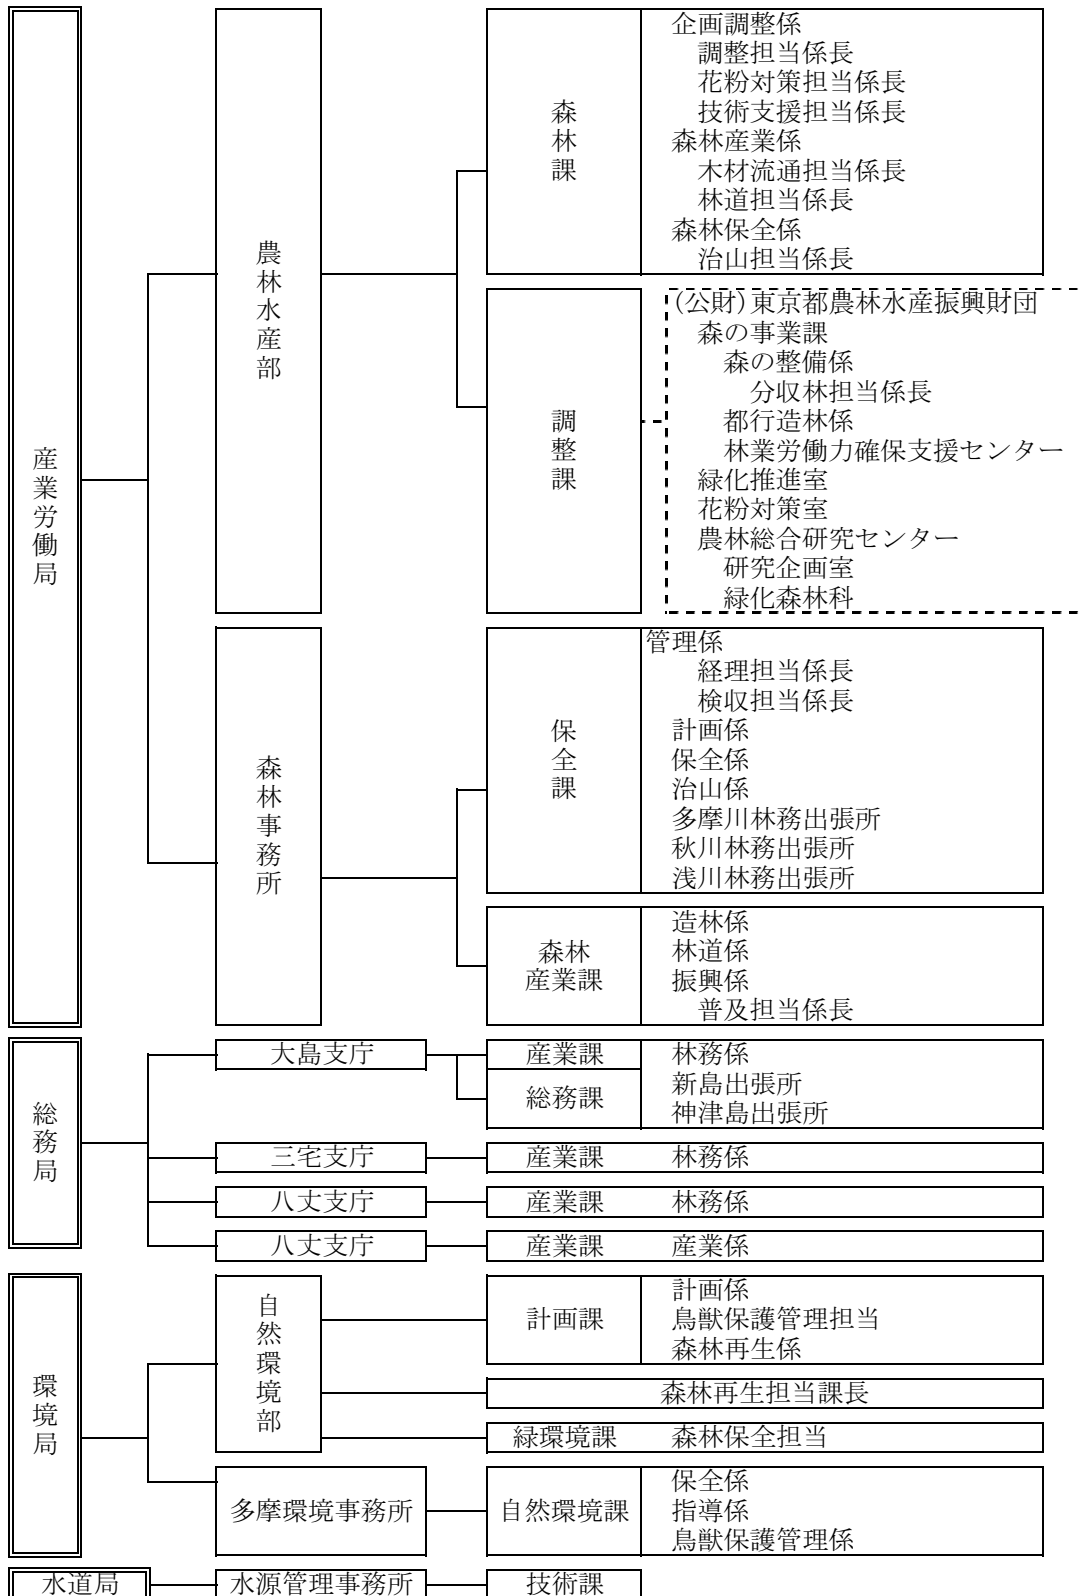 産業労働局
農林水産部
森林課
企画調整係
調整担当係長
花粉対策担当係長
技術支援担当係長
森林産業係
木材流通担当係長
林道担当係長
森林保全係
治山担当係長
調整課
(公財)東京都農林水産振興財団
森の事業課
森の整備係
分収林担当係長
都行造林係
林業労働力確保支援センター
緑化推進室
花粉対策室
農林総合研究センター
研究企画室
緑化森林科
森林事務所
保全課
管理係
経理担当係長
検収担当係長
計画係
保全係
治山係
多摩川林務出張所
秋川林務出張所
浅川林務出張所
森林
産業課
造林係
林道係
振興係
普及担当係長
総務局
大島支庁
産業課
林務係
総務課
新島出張所
神津島出張所
三宅支庁
産業課
林務係
八丈支庁
産業課
林務係
八丈支庁
産業課
産業係
環境局
自然環境部
計画課
計画係
鳥獣保護管理担当
森林再生係
森林再生担当課長
緑環境課
森林保全担当
多摩環境事務所
自然環境課
保全係
指導係
鳥獣保護管理係
水道局
水源管理事務所
技術課